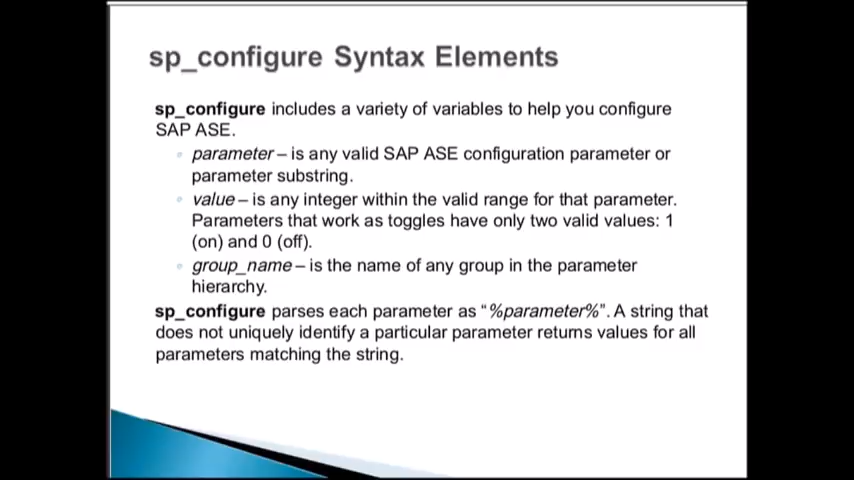 sp_configure Syntax Elements
sp_configure includes a variety of variables to help you configure
SAP ASE.
parameter – is any valid SAP ASE configuration parameter or
parameter substring.
value – is any integer within the valid range for that parameter.
Parameters that work as toggles have only two valid values: 1
(on) and 0 (off).
group_name – is the name of any group in the parameter
hierarchy.
sp_configure parses each parameter as “%parameter%”. A string that
does not uniquely identify a particular parameter returns values for all
parameters matching the string.